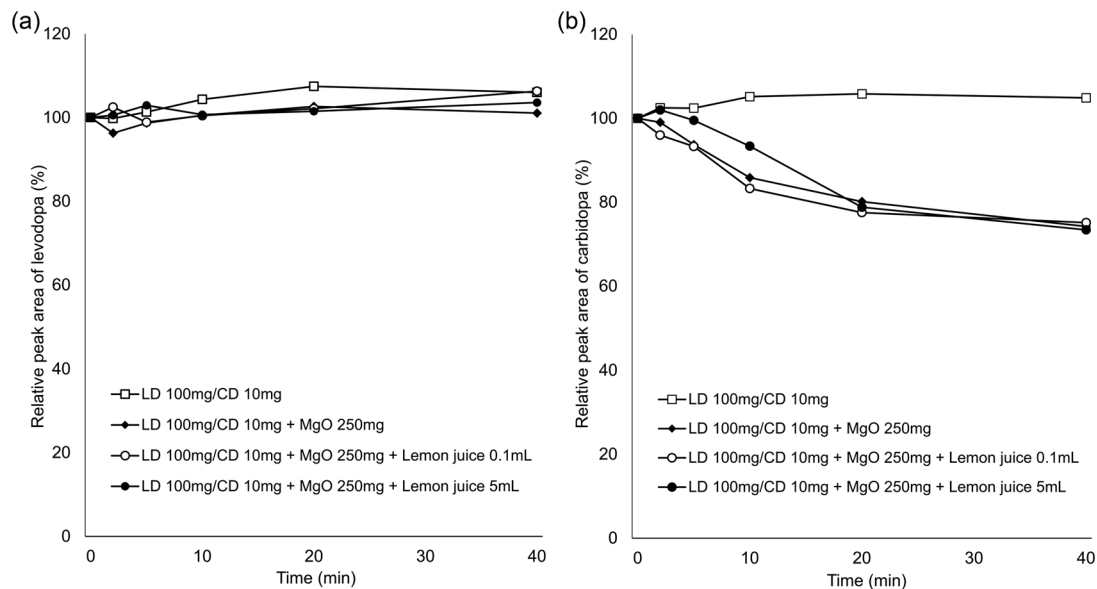 (a)
120
100
80
60
40
20
0
Relative peak area of levodopa (%)
LD 100mg/CD 10mg
LD 100mg/CD 10mg + MgO 250mg
LD 100mg/CD 10mg + MgO 250mg + Lemon juice 0.1mL
LD 100mg/CD 10mg + MgO 250mg + Lemon juice 5mL
0 10 20 30 40
Time (min)
(b)
120
100
80
60
40
20
0
Relative peak area of carbidopa (%)
LD 100mg/CD 10mg
LD 100mg/CD 10mg + MgO 250mg
LD 100mg/CD 10mg + MgO 250mg + Lemon juice 0.1mL
LD 100mg/CD 10mg + MgO 250mg + Lemon juice 5mL
0 10 20 30 40
Time (min)